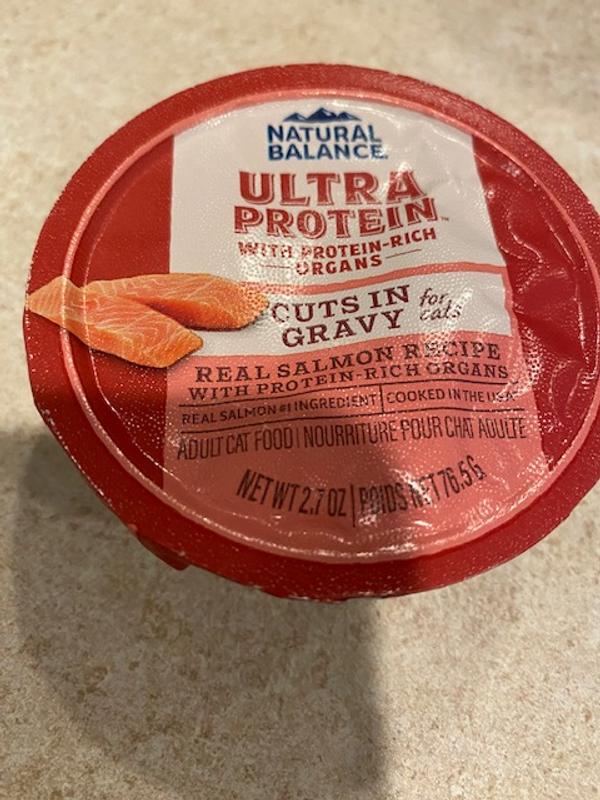 NATURAL
BALANCE
ULTRA
PROTEIN™
WITH PROTEIN-RICH
ORGANS
CUTS IN
GRAVY
for
cats
REAL SALMON RECIPE
WITH PROTEIN-RICH ORGANS
REAL SALMON #1 INGREDIENT | COOKED IN THE USA
ADULT CAT FOOD | NOURRITURE POUR CHAT ADULTE
NET WT 2.7 OZ | POIDS NET 76.5 G